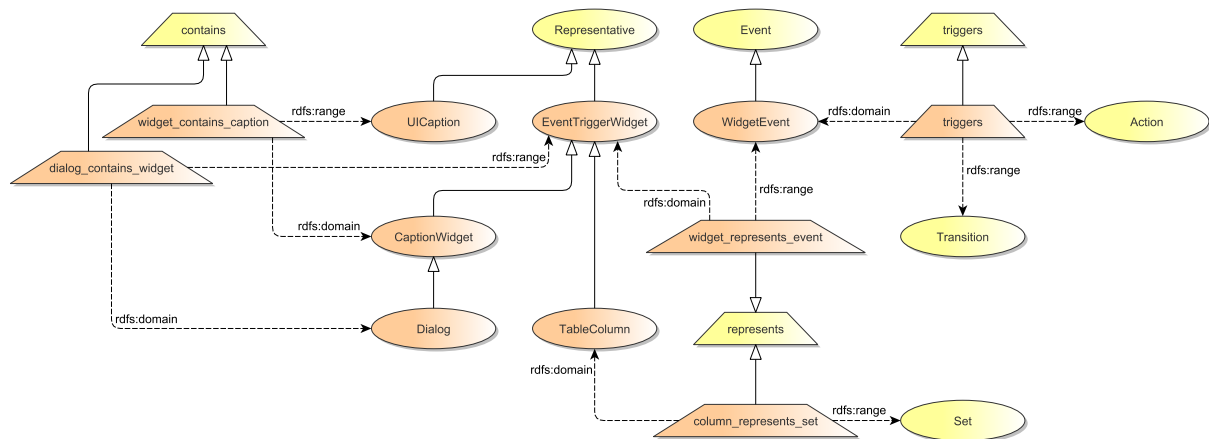 contains
Representative
Event
triggers
widget_contains_caption
rdfs:range
UICaption
EventTriggerWidget
WidgetEvent
rdfs:domain
triggers
rdfs:range
Action
rdfs:range
dialog_contains_widget
rdfs:range
rdfs:range
rdfs:domain
rdfs:domain
CaptionWidget
widget_represents_event
Transition
rdfs:domain
Dialog
TableColumn
represents
rdfs:domain
rdfs:range
column_represents_set
Set